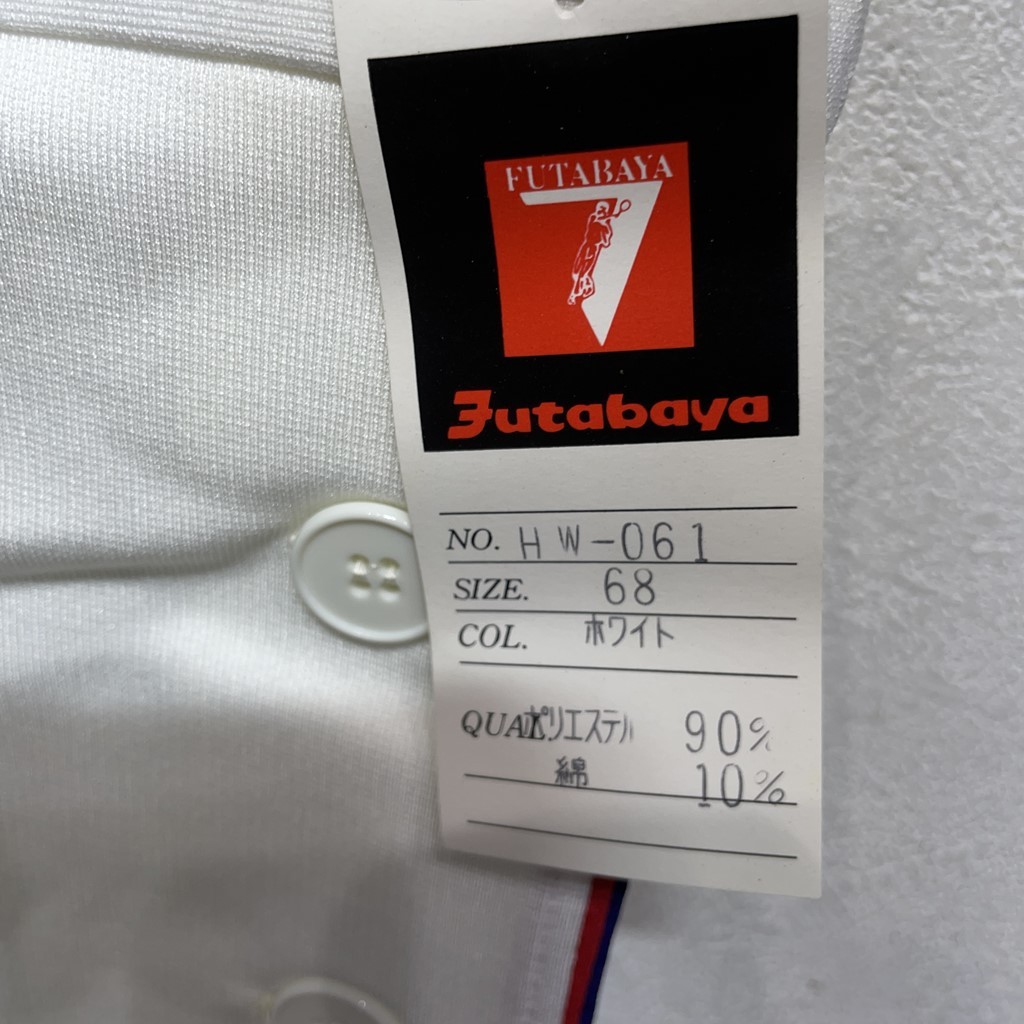 FUTABAYA
Futabaya
NO. HW-061
SIZE. 68
COL. ホワイト
QUAL ポリエステル 90%
綿 10%